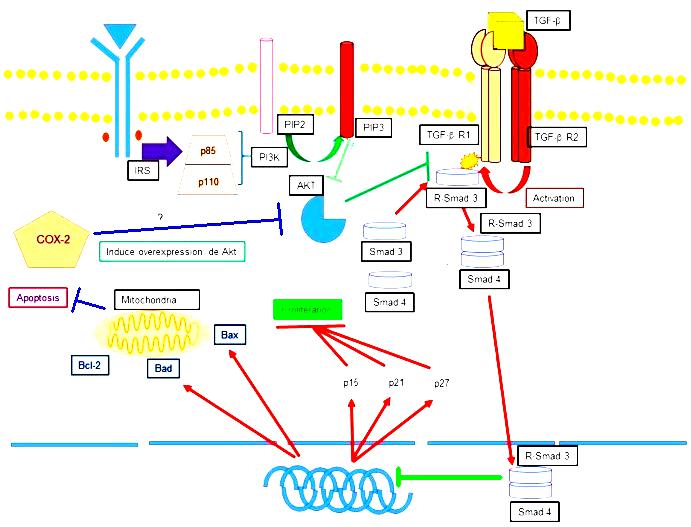 TGF-β
PIP2
PIP3
TGF-β R1
TGF-β R2
p85
PI3K
IRS
p110
AKT
R-Smad 3
Activation
?
R-Smad 3
COX-2
Induce overexpression de Akt
Smad 3
Smad 4
Apoptosis
Mitochondria
Smad 4
Proliferation
Bax
Bcl-2
Bad
p15
p21
p27
R-Smad 3
Smad 4